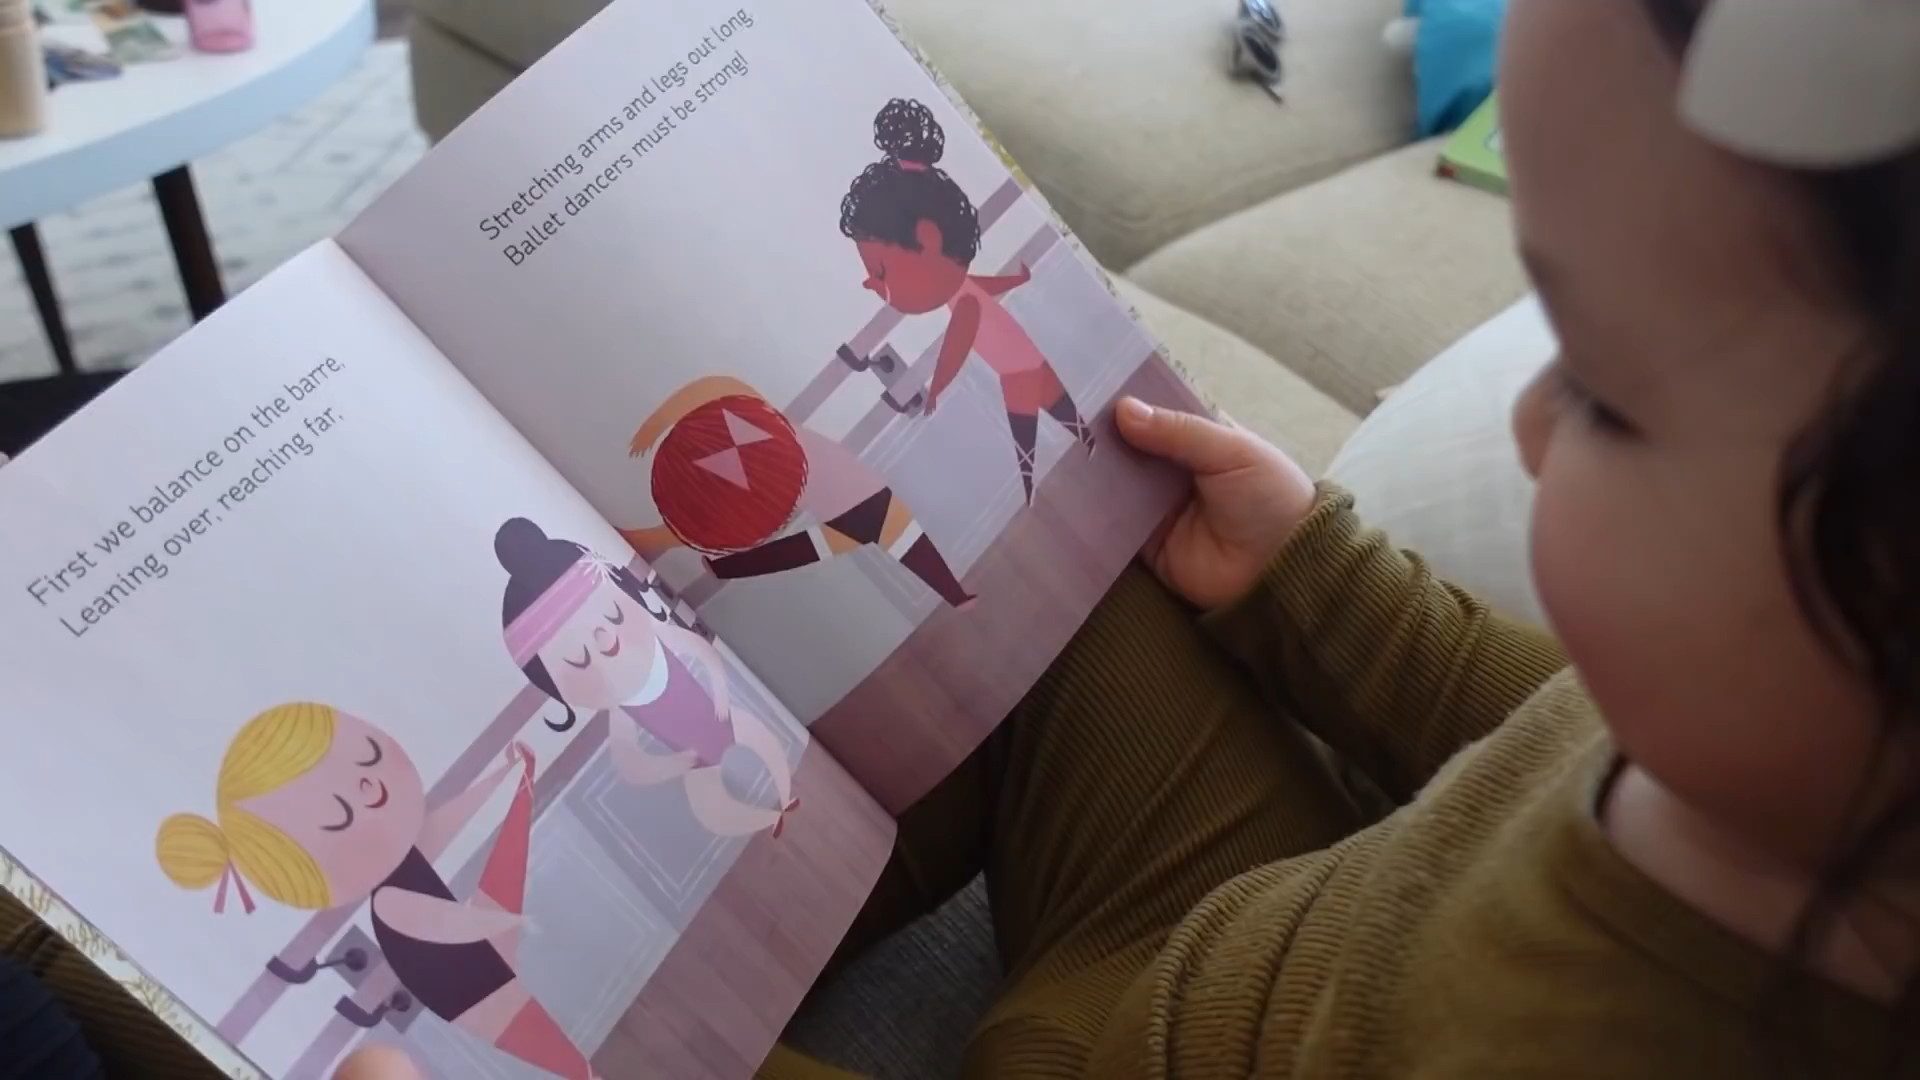 First we balance on the barre,
Leaning over, reaching far.
Stretching arms and legs out long
Ballet dancers must be strong!